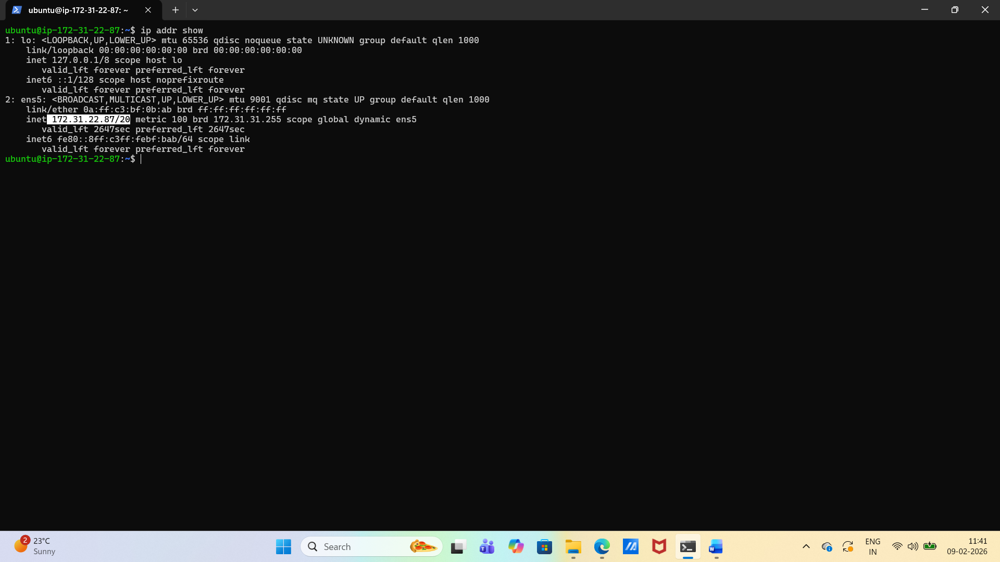 ubuntu@ip-172-31-22-87: ~
ubuntu@ip-172-31-22-87:~$ ip addr show
1: lo: <LOOPBACK,UP,LOWER_UP> mtu 65536 qdisc noqueue state UNKNOWN group default qlen 1000
    link/loopback 00:00:00:00:00:00 brd 00:00:00:00:00:00
    inet 127.0.0.1/8 scope host lo
       valid_lft forever preferred_lft forever
    inet6 ::1/128 scope host noprefixroute
       valid_lft forever preferred_lft forever
2: ens5: <BROADCAST,MULTICAST,UP,LOWER_UP> mtu 9001 qdisc mq state UP group default qlen 1000
    link/ether 0a:ff:c3:bf:0b:ab brd ff:ff:ff:ff:ff:ff
    inet 172.31.22.87/20 metric 100 brd 172.31.31.255 scope global dynamic ens5
       valid_lft 2647sec preferred_lft 2647sec
    inet6 fe80::8ff:c3ff:febf:bab/64 scope link
       valid_lft forever preferred_lft forever
ubuntu@ip-172-31-22-87:~$
2
23°C
Sunny
Search
T
W
ENG
IN
11:41
09-02-2026